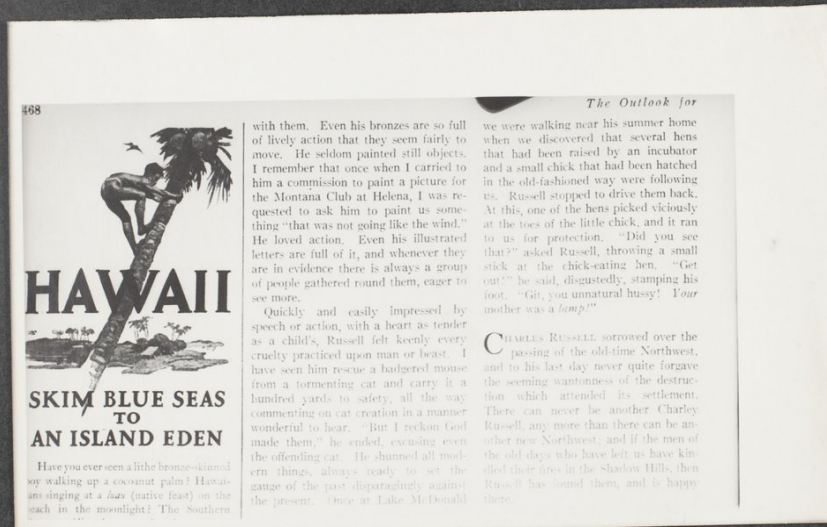 468
The Outlook for
HAWAII
SKIM BLUE SEAS
TO
AN ISLAND EDEN
Have you ever seen a lithe bronze-skinned
boy walking up a cocoanut palm? Hawai-
ians singing at a luau (native feast) on the
beach in the moonlight! The Southern
with them. Even his bronzes are so full
of lively action that they seem fairly to
move. He seldom painted still objects.
I remember that once when I carried to
him a commission to paint a picture for
the Montana Club at Helena, I was re-
quested to ask him to paint us some-
thing "that was not going like the wind."
He loved action. Even his illustrated
letters are full of it, and whenever they
are in evidence there is always a group
of people gathered round them, eager to
see more.
Quickly and easily impressed by
speech or action, with a heart as tender
as a child's, Russell felt keenly every
cruelty practiced upon man or beast. I
have seen him rescue a badgered mouse
from a tormenting cat and carry it a
hundred yards to safety, all the way
commenting on cat creation in a manner
wonderful to hear. "But I reckon God
made them," he ended, excusing even
the offending cat. He shunned all mod-
ern things, always ready to set the
gauge of the past disparagingly against
the present. Once at Lake McDonald
we were walking near his summer home
when we discovered that several hens
that had been raised by an incubator
and a small chick that had been hatched
in the old-fashioned way were following
us. Russell stopped to drive them back.
At this, one of the hens picked viciously
at the toes of the little chick, and it ran
to us for protection. "Did you see
that?" asked Russell, throwing a small
stick at the chick-eating hen. "Get
out!" he said, disgustedly, stamping his
foot. "Git, you unnatural hussy! Your
mother was a lamp!"
CHARLES RUSSELL sorrowed over the
passing of the old-time Northwest,
and to his last day never quite forgave
the seeming wantonness of the destruc-
tion which attended its settlement.
There can never be another Charley
Russell, any more than there can be an-
other new Northwest; and if the men of
the old days who have left us have kin-
dled their fires in the Shadow Hills, then
Russell has found them, and is happy
there.